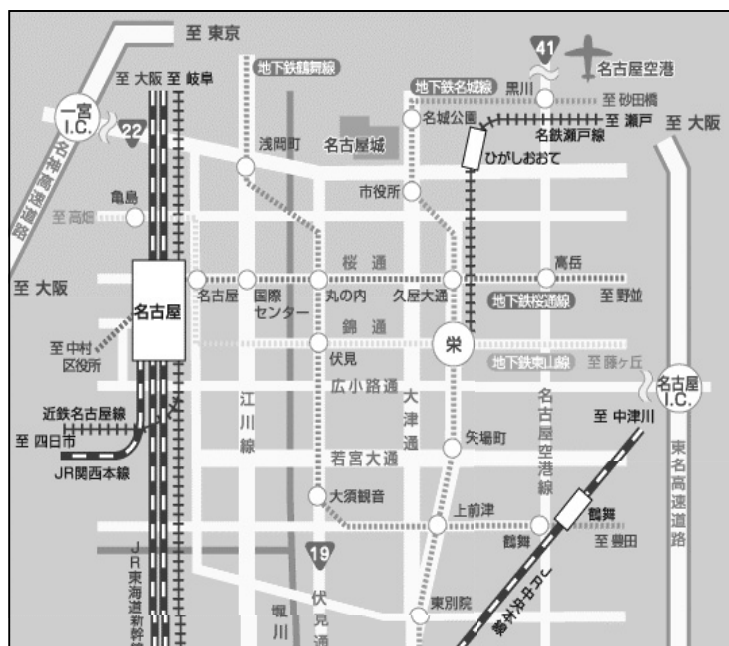 至 東京
至 大阪
至 岐阜
地下鉄鶴舞線
地下鉄名城線
41
名古屋空港
一宮
I.C.
22
名神高速道路
浅間町
名古屋城
名城公園
黒川
至 砂田橋
至 瀬戸
名鉄瀬戸線
ひがしおおて
至 大阪
亀島
至 高畑
市役所
至 大阪
名古屋
名古屋
国際
センター
桜通
丸の内
久屋大通
高岳
地下鉄桜通線
至 野並
至 中村
区役所
錦通
伏見
栄
地下鉄東山線
至 藤ヶ丘
広小路通
名古屋
I.C.
江川線
大津通
名古屋空港線
至 中津川
近鉄名古屋線
至 四日市
JR関西本線
若宮大通
矢場町
東名高速道路
大須観音
上前津
鶴舞
鶴舞
至 豊田
JR東海道新幹線
19
伏見通
堀川
東別院
JR中央本線